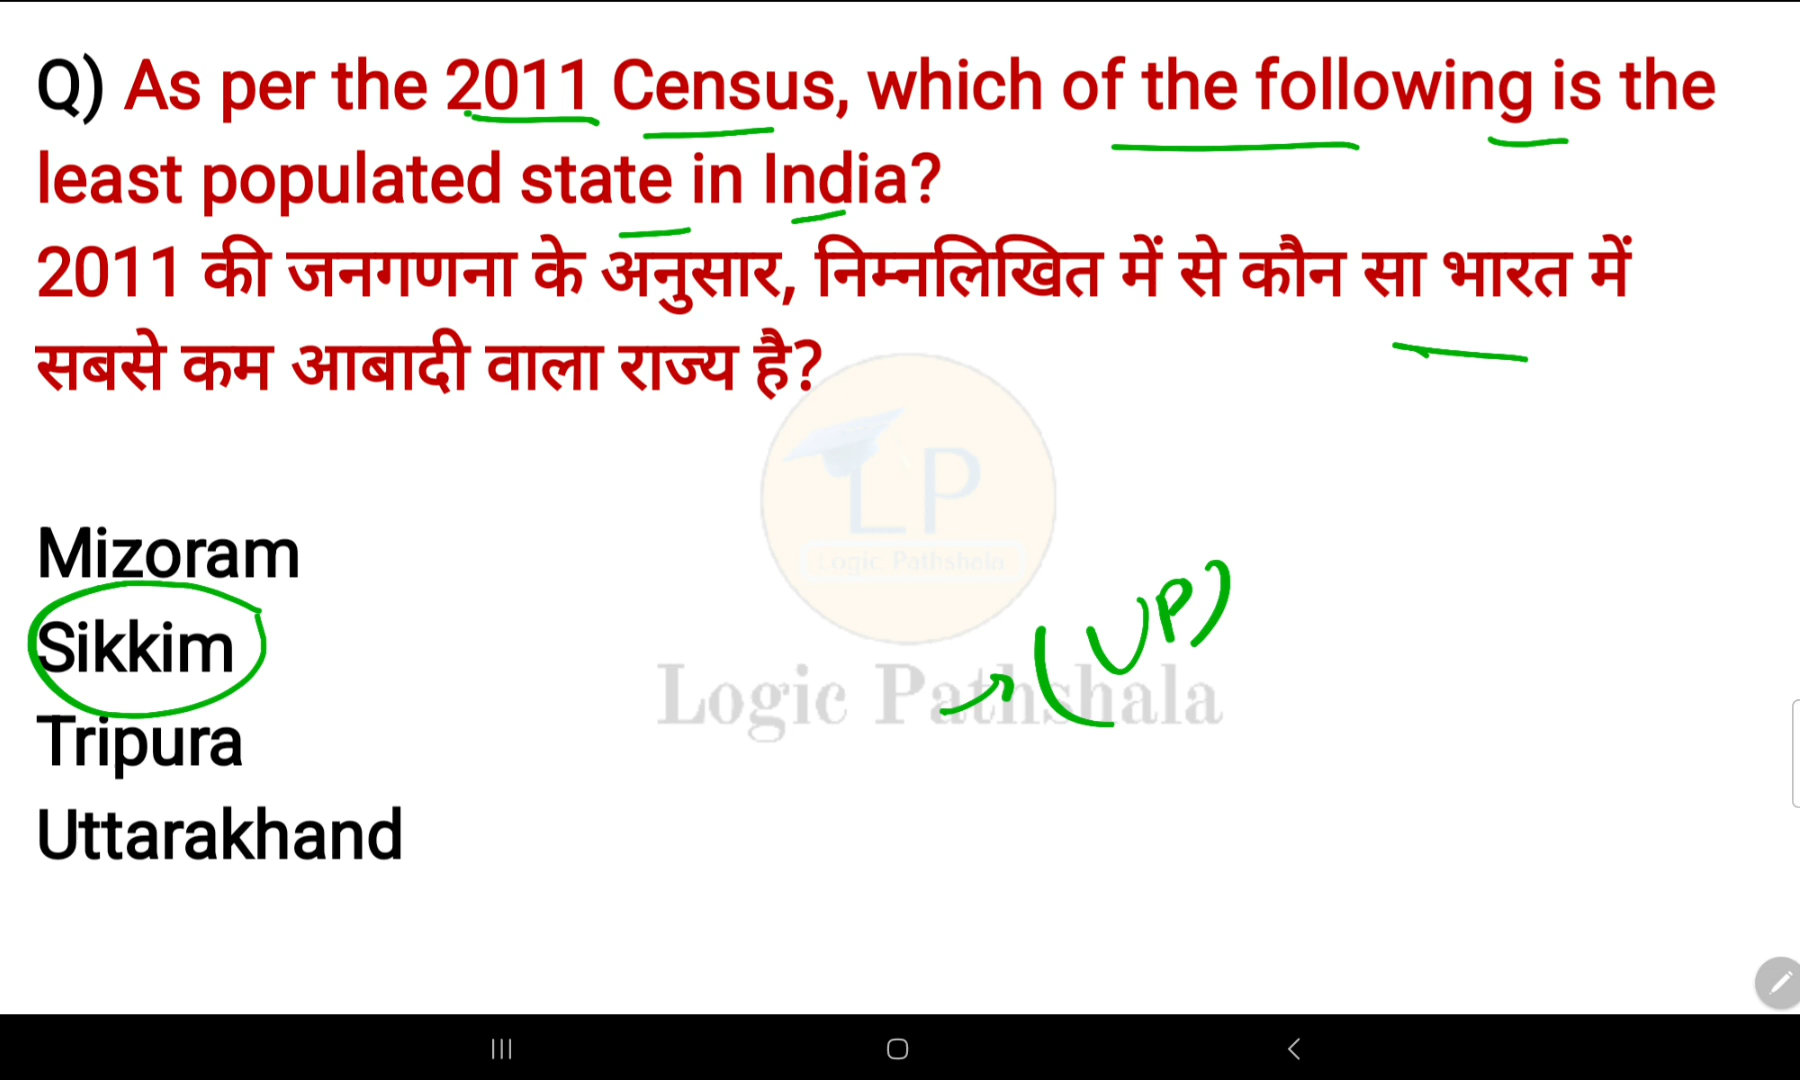 Q) As per the 2011 Census, which of the following is the
least populated state in India?
2011 की जनगणना के अनुसार, निम्नलिखित में से कौन सा भारत में
सबसे कम आबादी वाला राज्य है?
LP
Logic Pathshala
Mizoram
(UP)
Sikkim
Logic Pathshala
Tripura
Uttarakhand